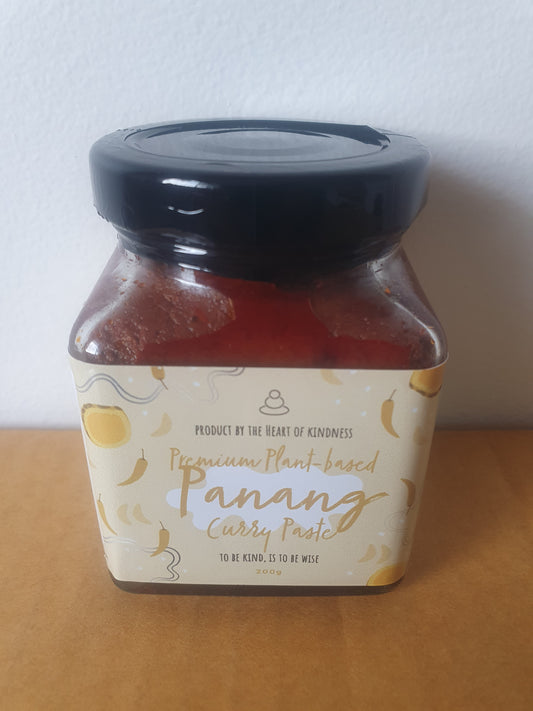 PRODUCT BY THE HEART OF KINDNESS
Premium Plant-based
Panang
Curry Paste
TO BE KIND, IS TO BE WISE
200g